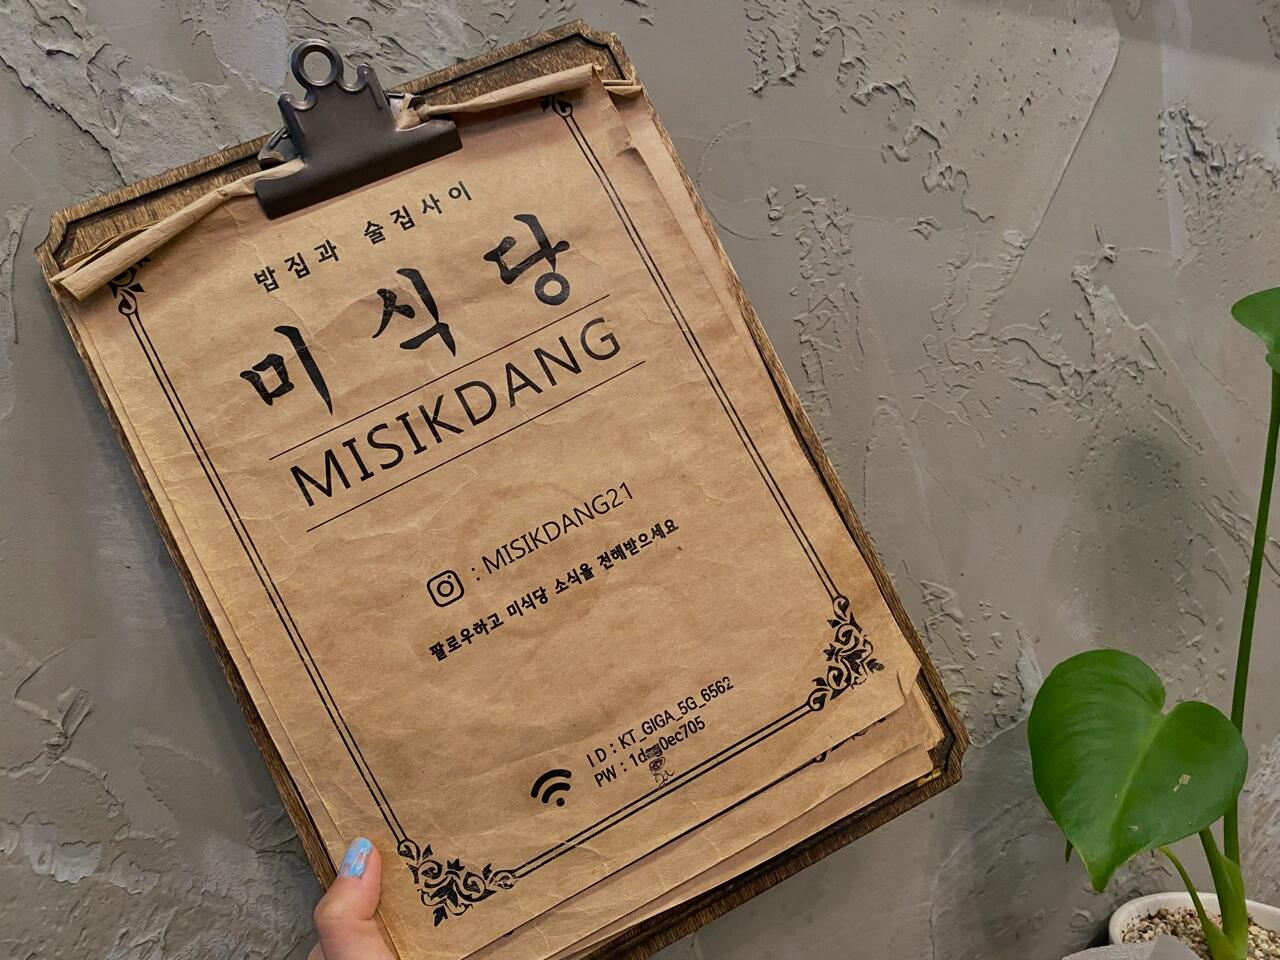 밥집과 술집사이
미식당
MISIKDANG
: MISIKDANG21
팔로우하고 미식당 소식을 전해받으세요
ID : KT_GIGA_5G_6562
PW :